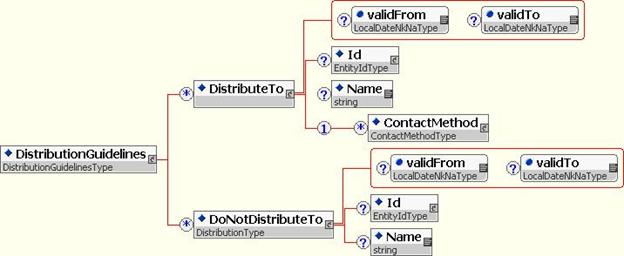 ? validFrom ? validTo
LocalDateNkNaType LocalDateNkNaType
? Id
EntityIdType
* DistributeTo
? Name
string
1 * ContactMethod
ContactMethodType
DistributionGuidelines
DistributionGuidelinesType
? validFrom ? validTo
LocalDateNkNaType LocalDateNkNaType
? Id
EntityIdType
* DoNotDistributeTo
DistributionType
? Name
string